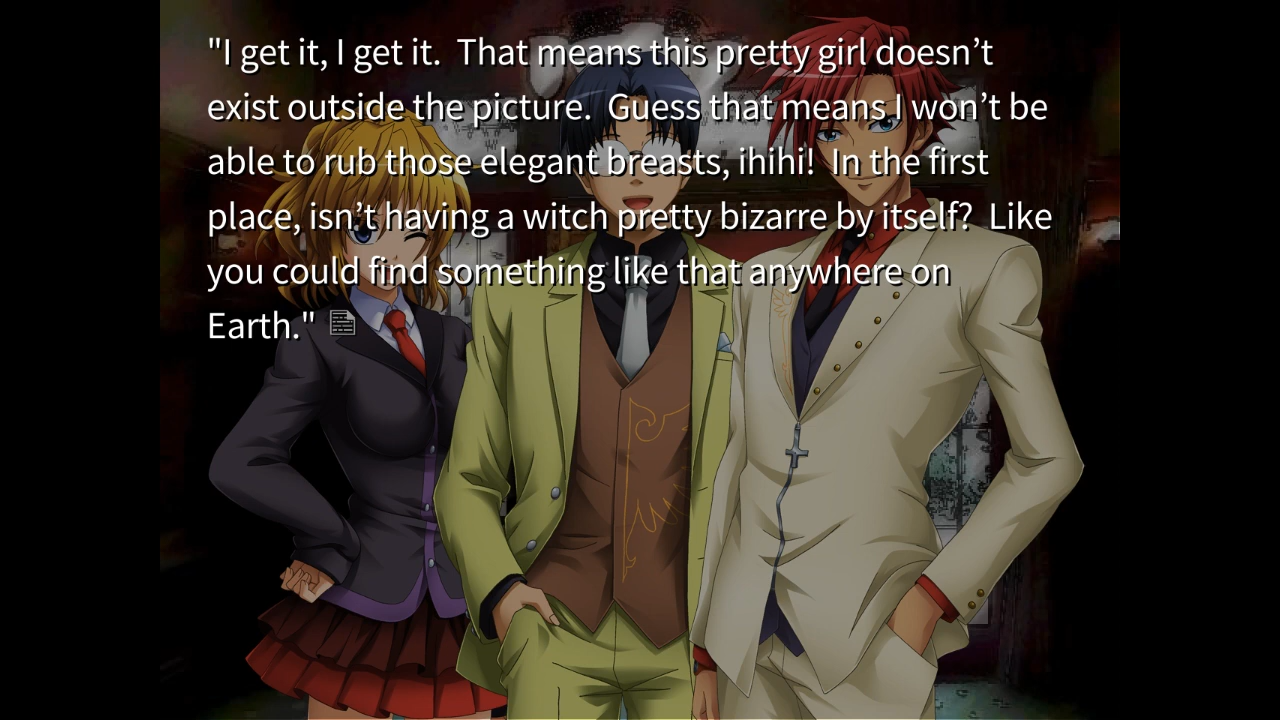 "I get it, I get it.  That means this pretty girl doesn’t
exist outside the picture.  Guess that means I won’t be
able to rub those elegant breasts, ihihi!  In the first
place, isn’t having a witch pretty bizarre by itself?  Like
you could find something like that anywhere on
Earth."